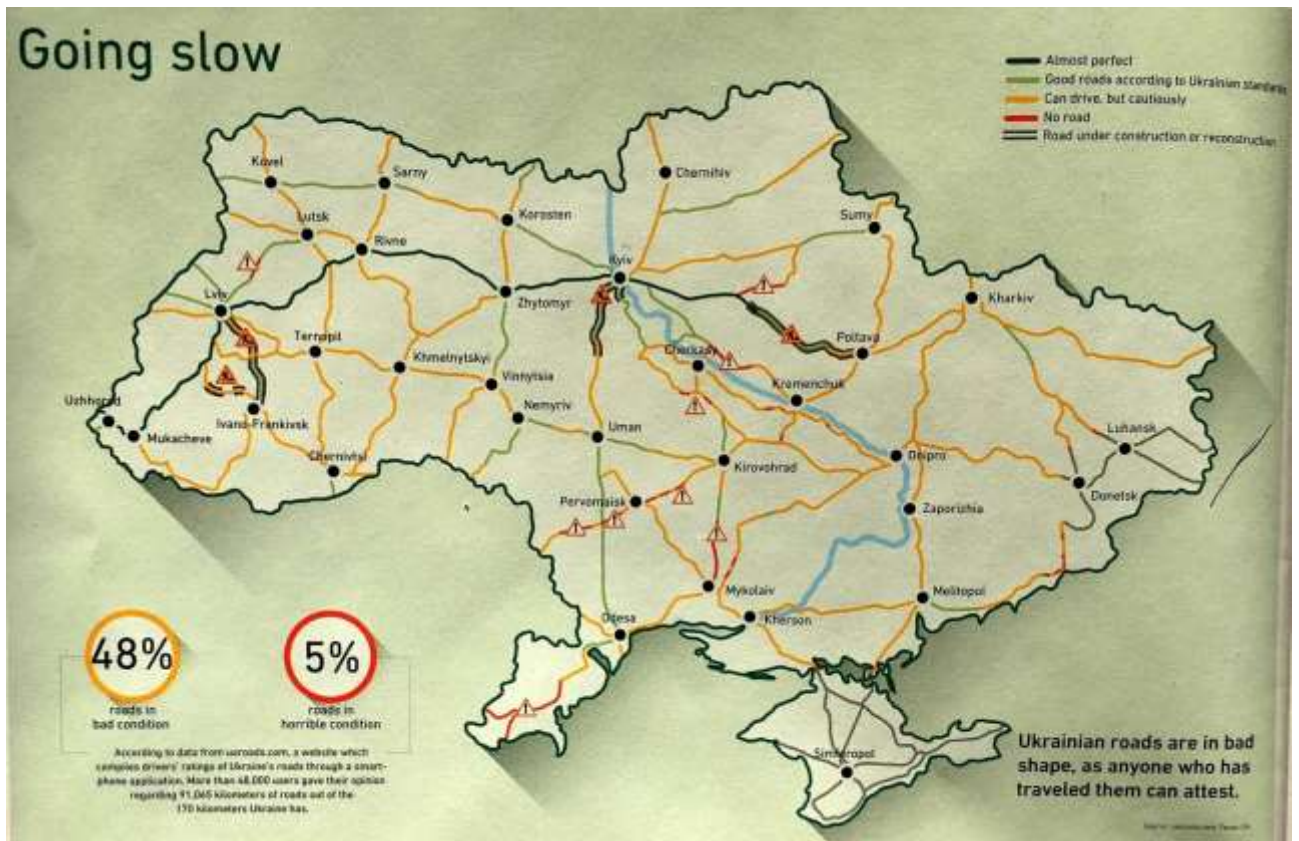 Going slow
Almost perfect
Good roads according to Ukrainian standards
Can drive, but cautiously
No road
Road under construction or reconstruction
Kovel
Sarny
Chernihiv
Korosten
Sumy
Lutsk
Rivne
Kyiv
Lviv
Zhytomyr
Kharkiv
Ternopil
Poltava
Khmelnytskyi
Cherkasy
Vinnytsia
Kremenchuk
Uzhhorod
Nemyriv
Ivano-Frankivsk
Mukacheve
Uman
Luhansk
Chernivtsi
Kirovohrad
Dnipro
Donetsk
Pervomaisk
Zaporizhia
Mykolaiv
Melitopol
Odesa
Kherson
48%
5%
roads in
bad condition
roads in
horrible condition
According to data from uaroads.com, a website which
compiles drivers' ratings of Ukraine's roads through a smart-
phone application. More than 48,000 users gave their opinion
regarding 91,065 kilometers of roads out of the
170 kilometers Ukraine has.
Simferopol
Ukrainian roads are in bad
shape, as anyone who has
traveled them can attest.